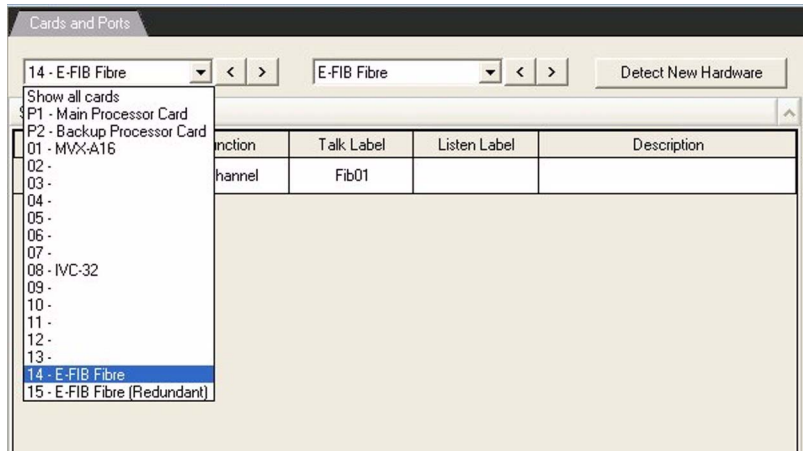 Cards and Ports
14 - E-FIB Fibre < > E-FIB Fibre < > Detect New Hardware
Show all cards
P1 - Main Processor Card
P2 - Backup Processor Card
01 - MVX-A16
02 -
03 -
04 -
05 -
06 -
07 -
08 - IVC-32
09 -
10 -
11 -
12 -
13 -
14 - E-FIB Fibre
15 - E-FIB Fibre (Redundant)
Talk Label Listen Label Description
Fib01